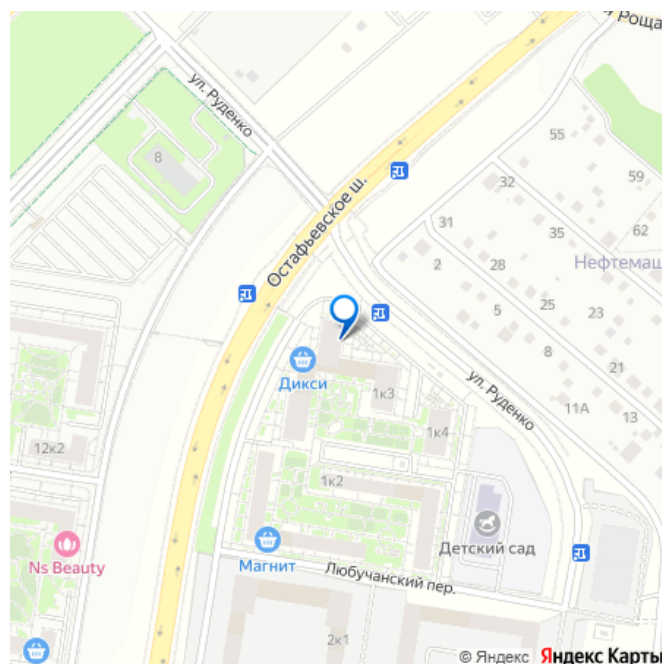 я Роща
ул. Руденко
8
55
59
32
62
31
35
Остафьевское ш.
2
28
Нефтемаш
25
23
5
8
21
Дикси
ул. Руденко
1к3
11А
13
1к4
12к2
1к2
Детский сад
Ns Beauty
Магнит
Любучанский пер.
2к1
© Яндекс Яндекс Карты